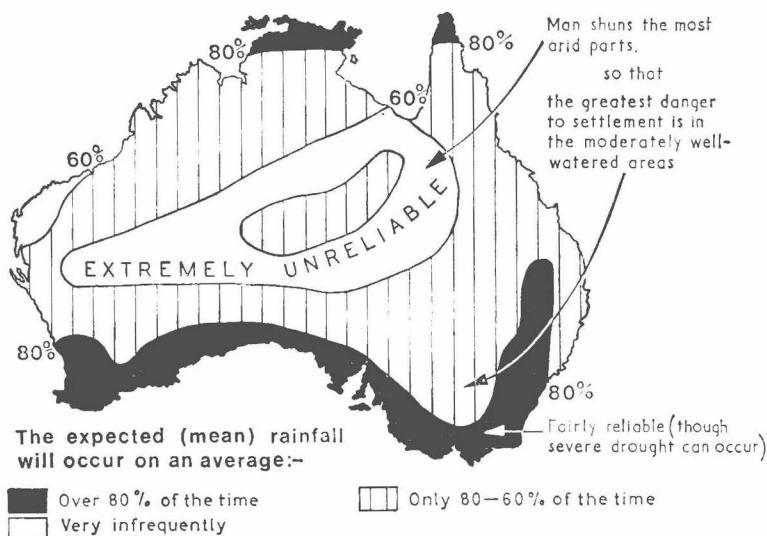 Man shuns the most
arid parts,
so that
the greatest danger
to settlement is in
the moderately well-
watered areas
80%
80%
60%
60%
EXTREMELY UNRELIABLE
80%
80%
Fairly reliable (though
severe drought can occur)
The expected (mean) rainfall
will occur on an average:-
Over 80% of the time
Only 80-60% of the time
Very infrequently